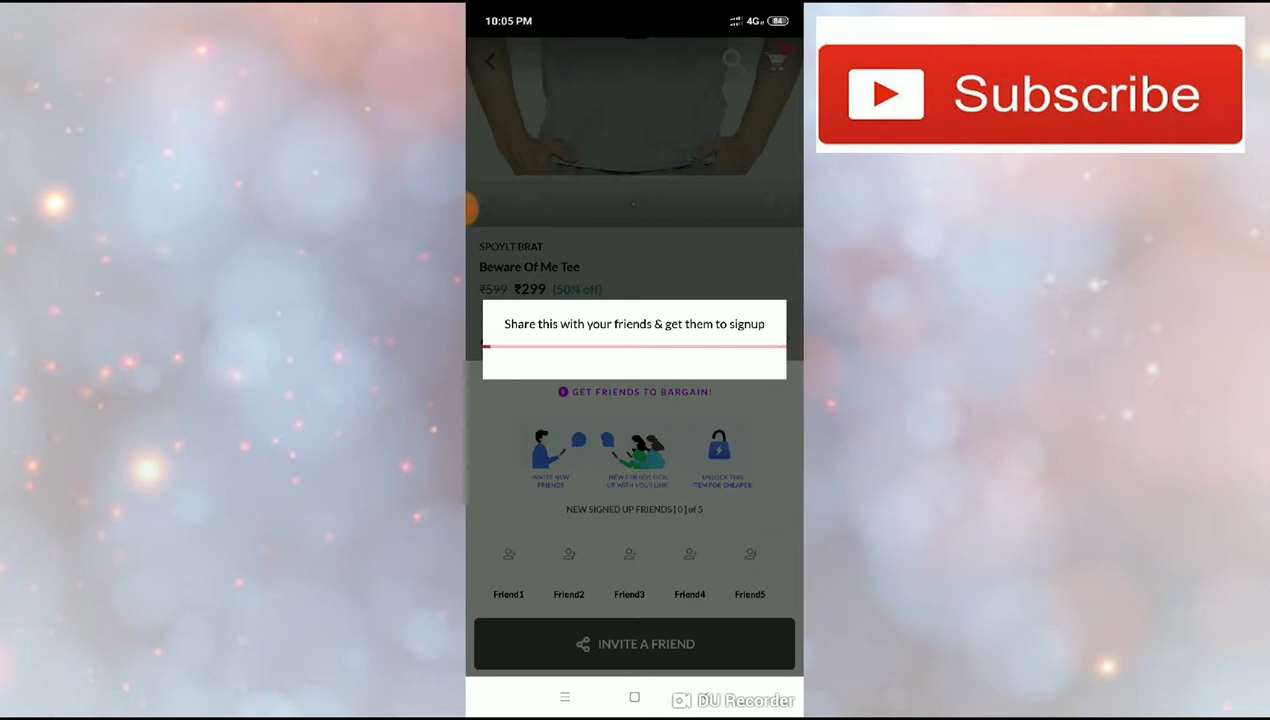 10:05 PM
4G
84
Subscribe
SPOYLT BRAT
Beware Of Me Tee
₹599 ₹299 (50% off)
Share this with your friends & get them to signup
GET FRIENDS TO BARGAIN!
INVITE NEW
FRIENDS
NEW FRIENDS SIGN
UP WITH YOUR LINK
UNLOCK THIS
ITEM FOR CHEAPER
NEW SIGNED UP FRIENDS | 0 | of 5
Friend1 Friend2 Friend3 Friend4 Friend5
INVITE A FRIEND
DU Recorder